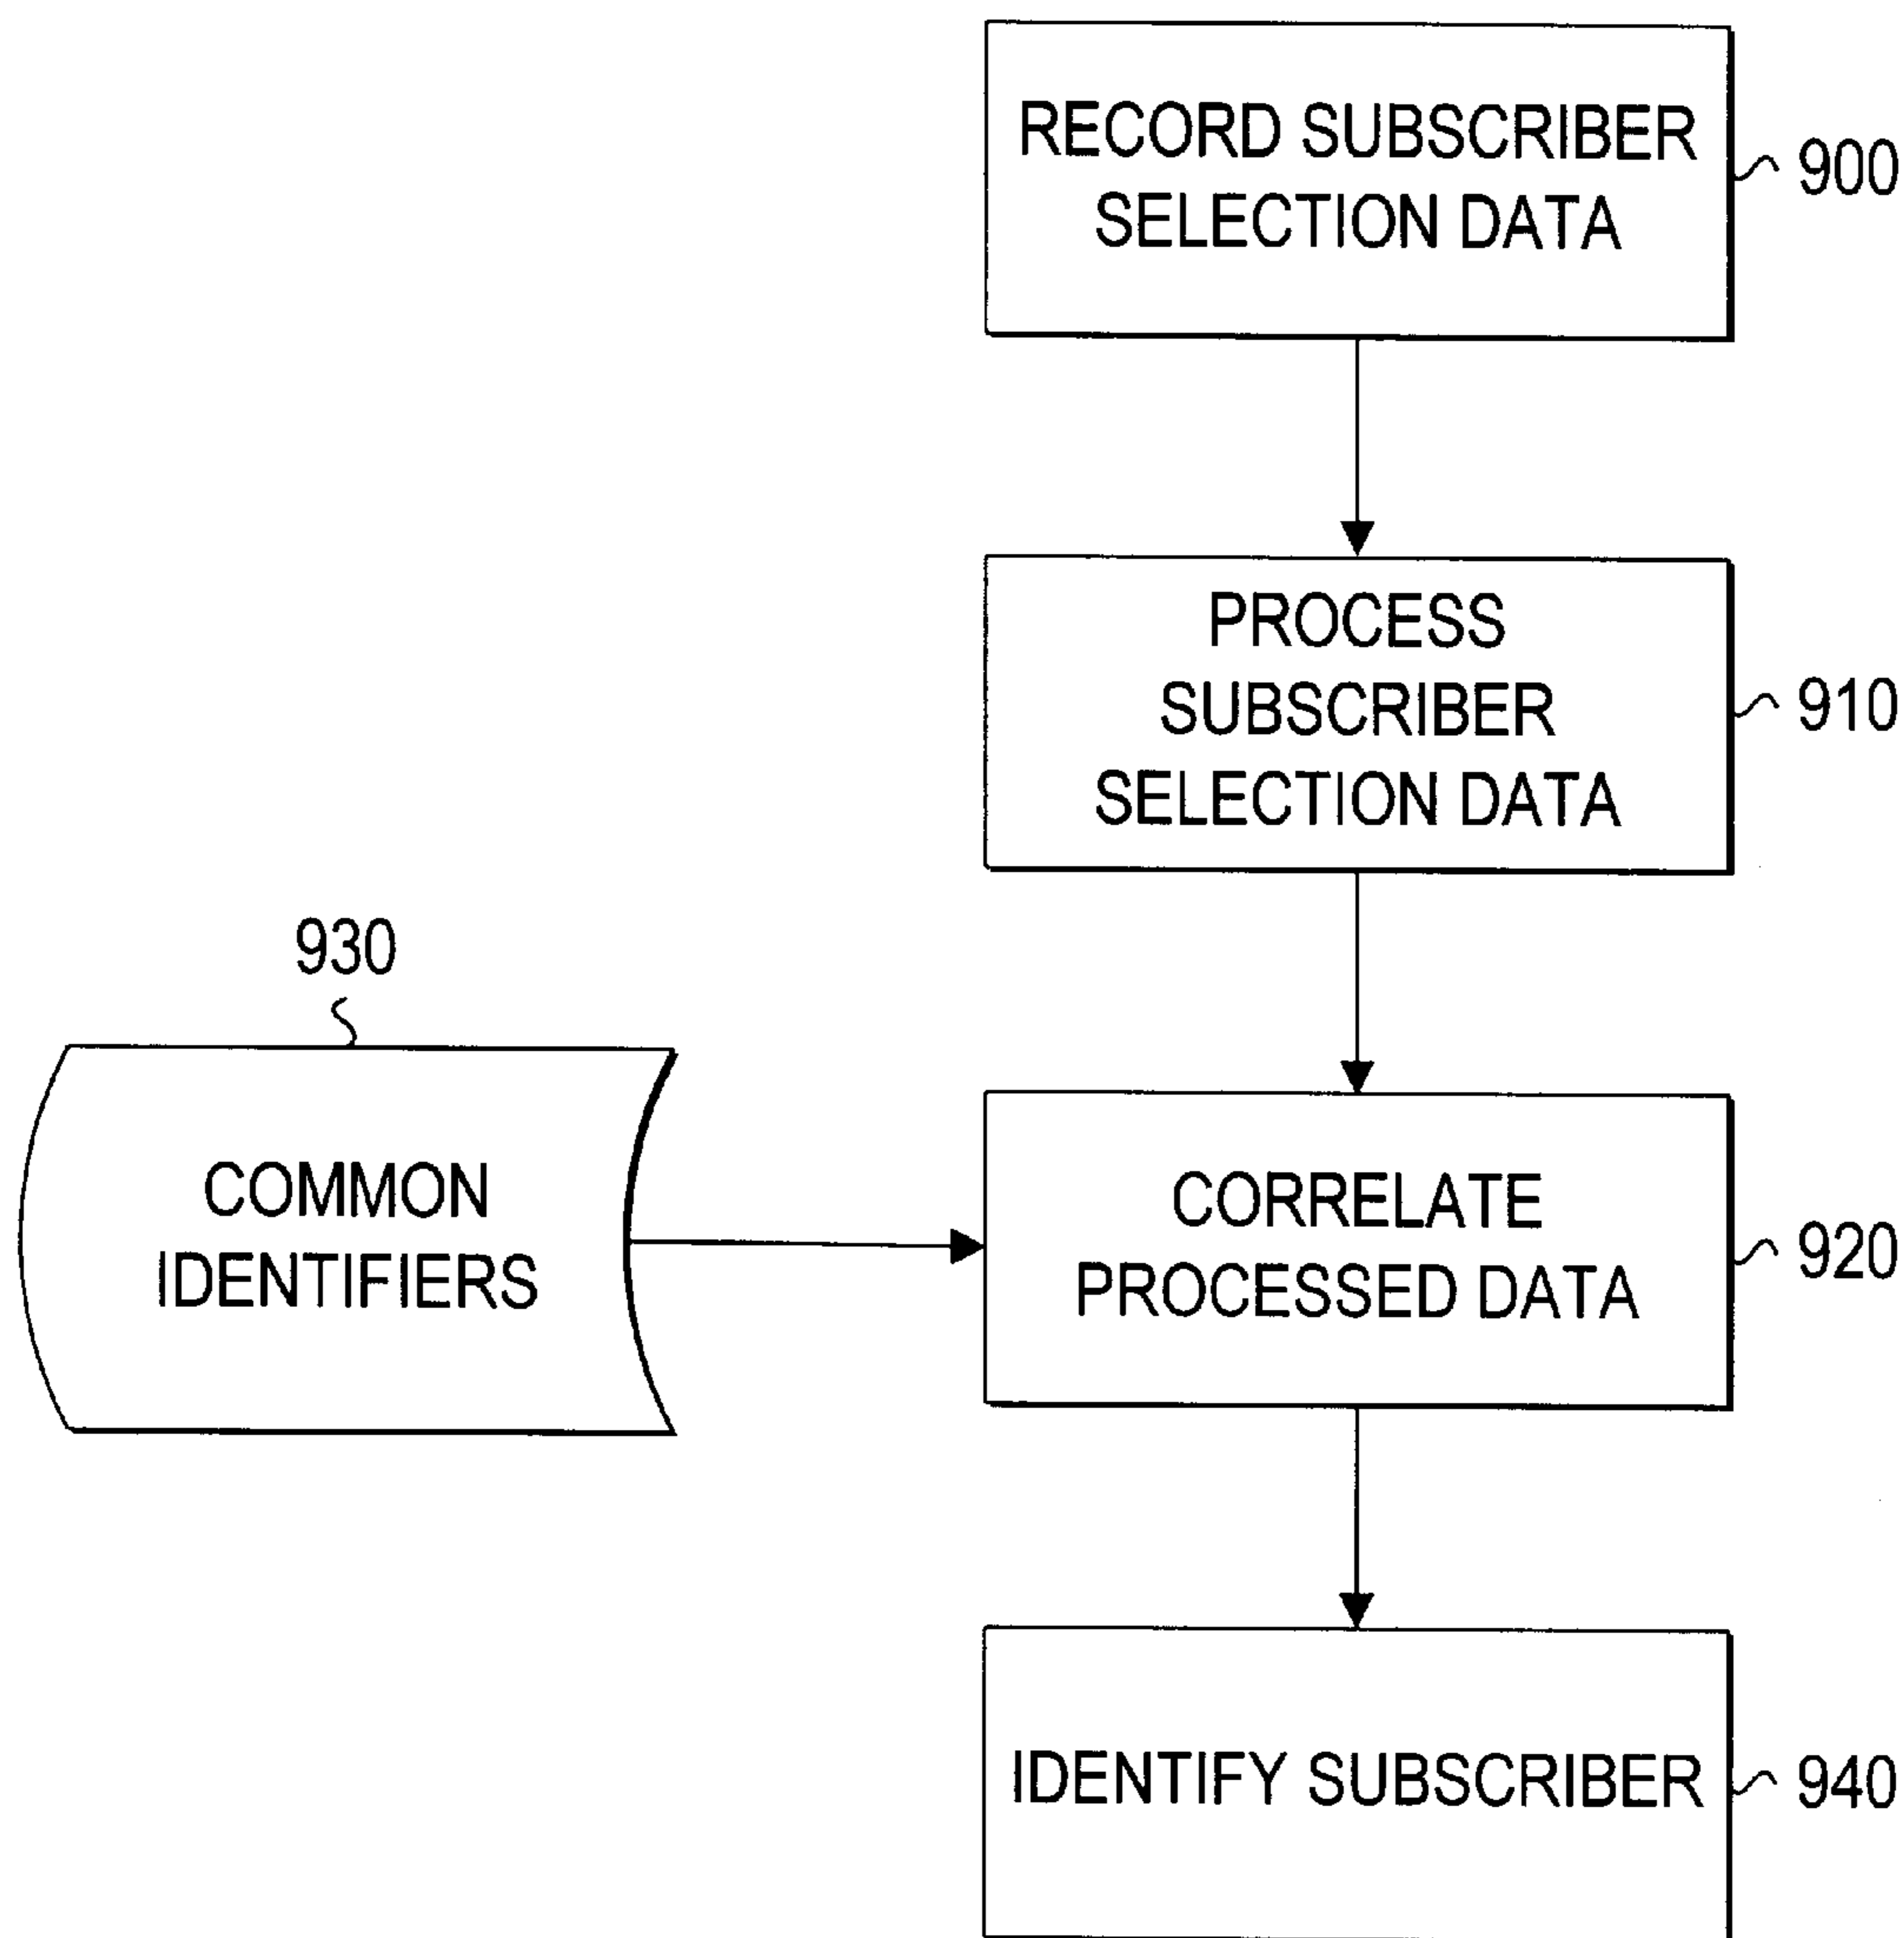 RECORD SUBSCRIBER
SELECTION DATA
900
PROCESS
SUBSCRIBER
SELECTION DATA
910
930
COMMON
IDENTIFIERS
CORRELATE
PROCESSED DATA
920
IDENTIFY SUBSCRIBER
940